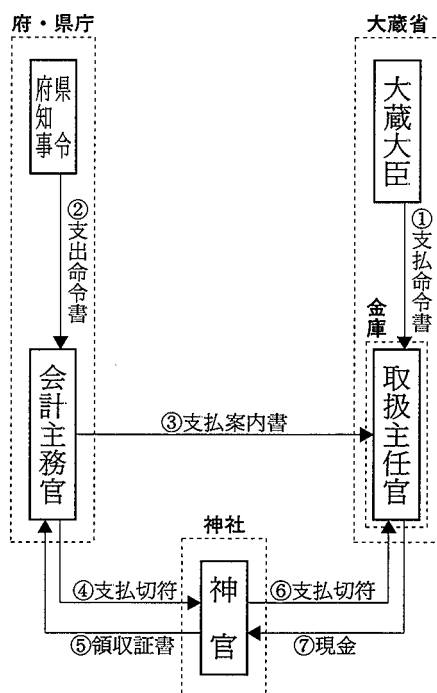 府・県庁
大蔵省
府知事
県令
大蔵大臣
①支払命令書
②支出命令書
金庫
会計主務官
取扱主任官
③支払案内書
神社
④支払切符
⑥支払切符
神官
⑤領収証書
⑦現金